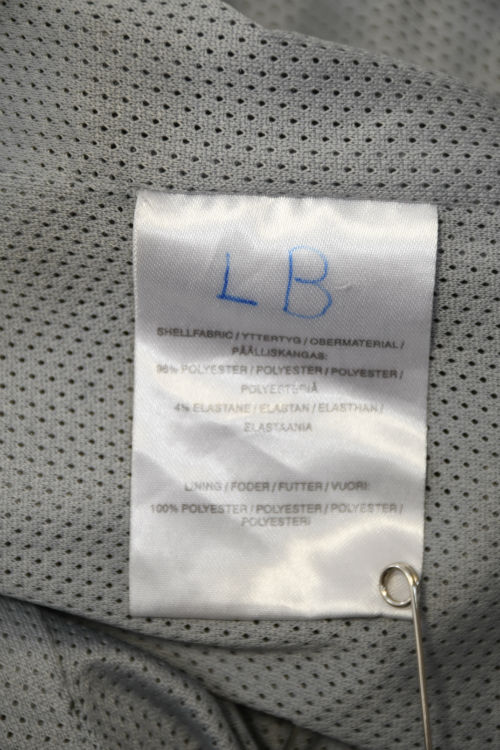 L B
SHELLFABRIC / YTTERTYG / OBERMATERIAL /
PÄÄLLISKANGAS:
96% POLYESTER / POLYESTER / POLYESTER /
POLYESTERIÄ
4% ELASTANE / ELASTAN / ELASTHAN /
ELASTAANIA
LINING / FODER / FUTTER / VUORI:
100% POLYESTER / POLYESTER / POLYESTER /
POLYESTERI